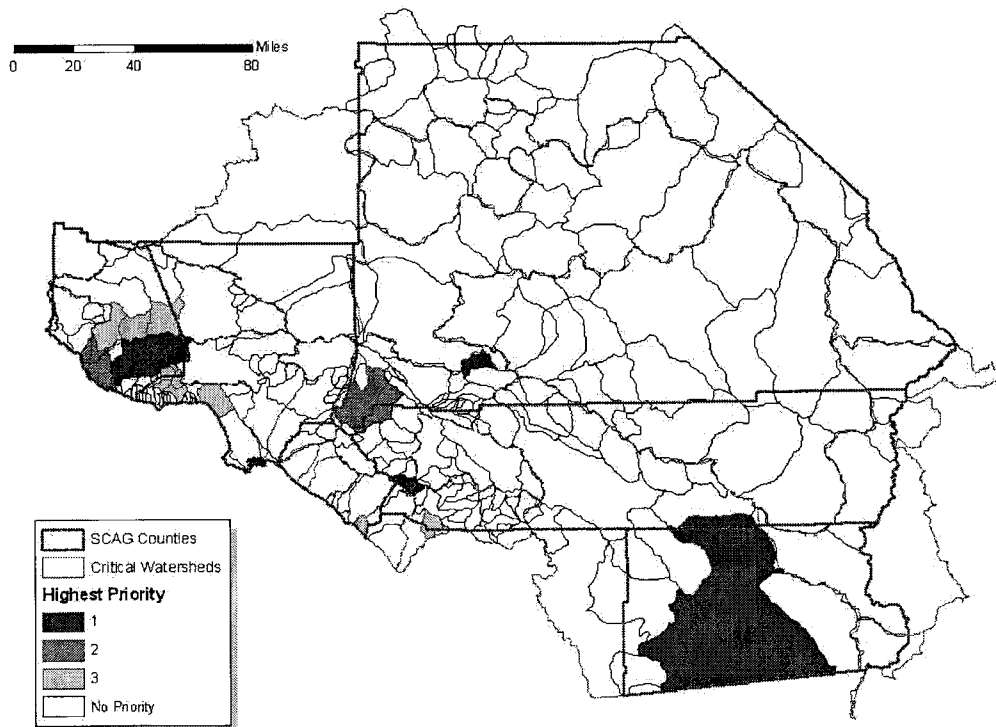 Miles
0 20 40 80
SCAG Counties
Critical Watersheds
Highest Priority
1
2
3
No Priority